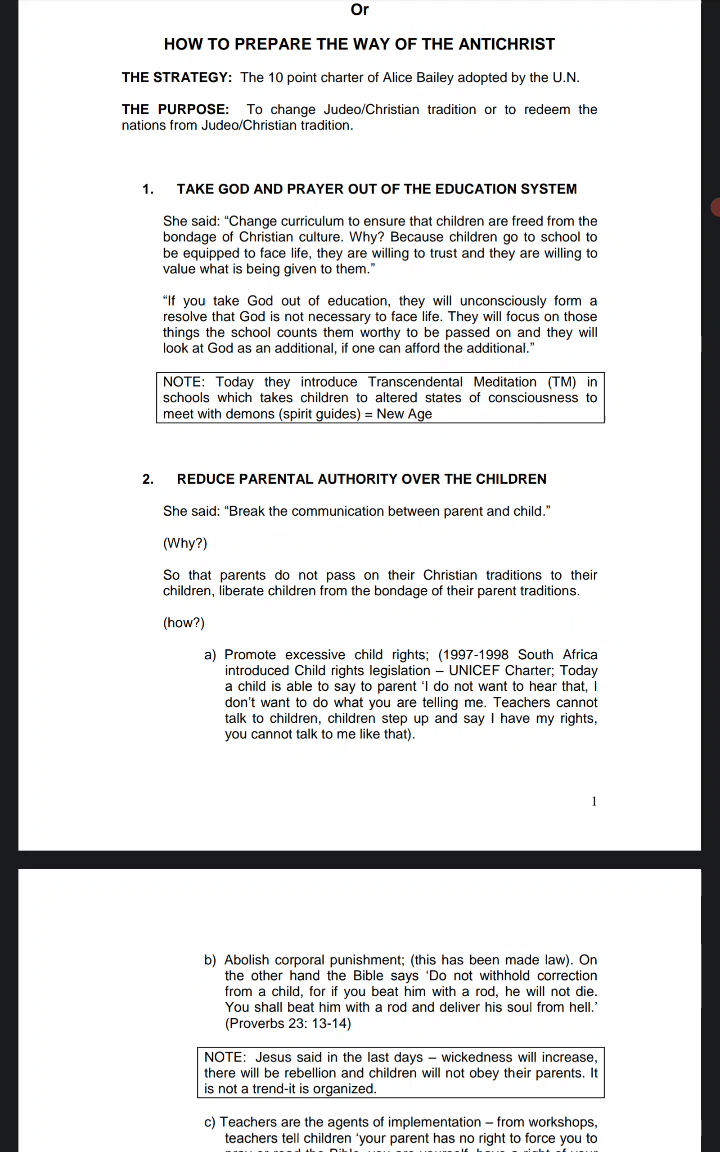 Or
HOW TO PREPARE THE WAY OF THE ANTICHRIST
THE STRATEGY: The 10 point charter of Alice Bailey adopted by the U.N.
THE PURPOSE: To change Judeo/Christian tradition or to redeem the
nations from Judeo/Christian tradition.
1. TAKE GOD AND PRAYER OUT OF THE EDUCATION SYSTEM
She said: “Change curriculum to ensure that children are freed from the
bondage of Christian culture. Why? Because children go to school to
be equipped to face life, they are willing to trust and they are willing to
value what is being given to them.”
“If you take God out of education, they will unconsciously form a
resolve that God is not necessary to face life. They will focus on those
things the school counts them worthy to be passed on and they will
look at God as an additional, if one can afford the additional.”
NOTE: Today they introduce Transcendental Meditation (TM) in
schools which takes children to altered states of consciousness to
meet with demons (spirit guides) = New Age
2. REDUCE PARENTAL AUTHORITY OVER THE CHILDREN
She said: “Break the communication between parent and child.”
(Why?)
So that parents do not pass on their Christian traditions to their
children, liberate children from the bondage of their parent traditions.
(how?)
a) Promote excessive child rights; (1997-1998 South Africa
introduced Child rights legislation – UNICEF Charter; Today
a child is able to say to parent ‘I do not want to hear that, I
don’t want to do what you are telling me. Teachers cannot
talk to children, children step up and say I have my rights,
you cannot talk to me like that).
1
b) Abolish corporal punishment; (this has been made law). On
the other hand the Bible says ‘Do not withhold correction
from a child, for if you beat him with a rod, he will not die.
You shall beat him with a rod and deliver his soul from hell.’
(Proverbs 23: 13-14)
NOTE: Jesus said in the last days – wickedness will increase,
there will be rebellion and children will not obey their parents. It
is not a trend-it is organized.
c) Teachers are the agents of implementation – from workshops,
teachers tell children ‘your parent has no right to force you to